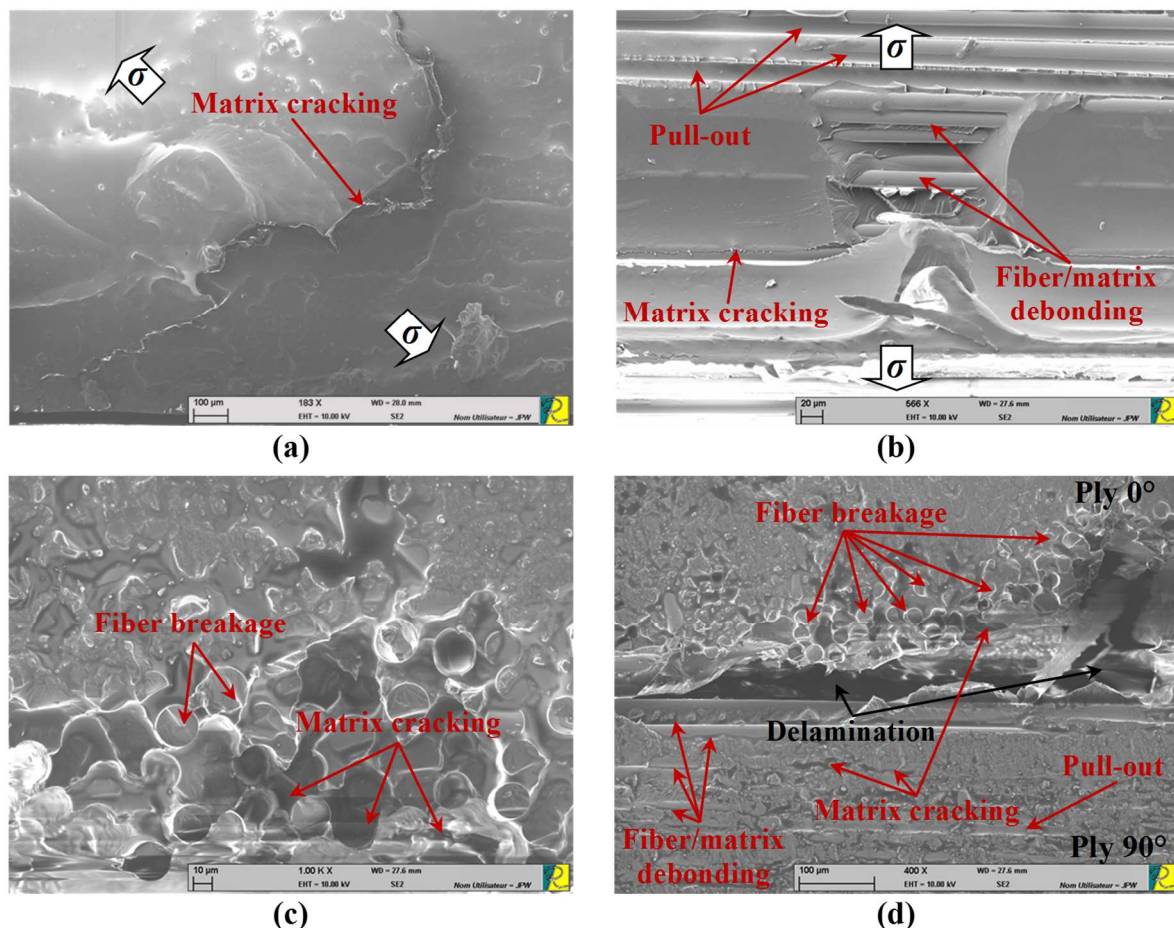 σ
Matrix cracking
σ
100 µm 183 X WD = 28.0 mm
EHT = 10.00 kV SE2 Nom Utilisateur = JPW
(a)
σ
Pull-out
Fiber/matrix
debonding
Matrix cracking
σ
20 µm 566 X WD = 27.6 mm
EHT = 10.00 kV SE2 Nom Utilisateur = JPW
(b)
Fiber breakage
Matrix cracking
10 µm 1.00 K X WD = 27.6 mm
EHT = 10.00 kV SE2 Nom Utilisateur = JPW
(c)
Ply 0°
Fiber breakage
Delamination
Pull-out
Matrix cracking
Fiber/matrix
debonding
Ply 90°
100 µm 400 X WD = 27.6 mm
EHT = 10.00 kV SE2 Nom Utilisateur = JPW
(d)